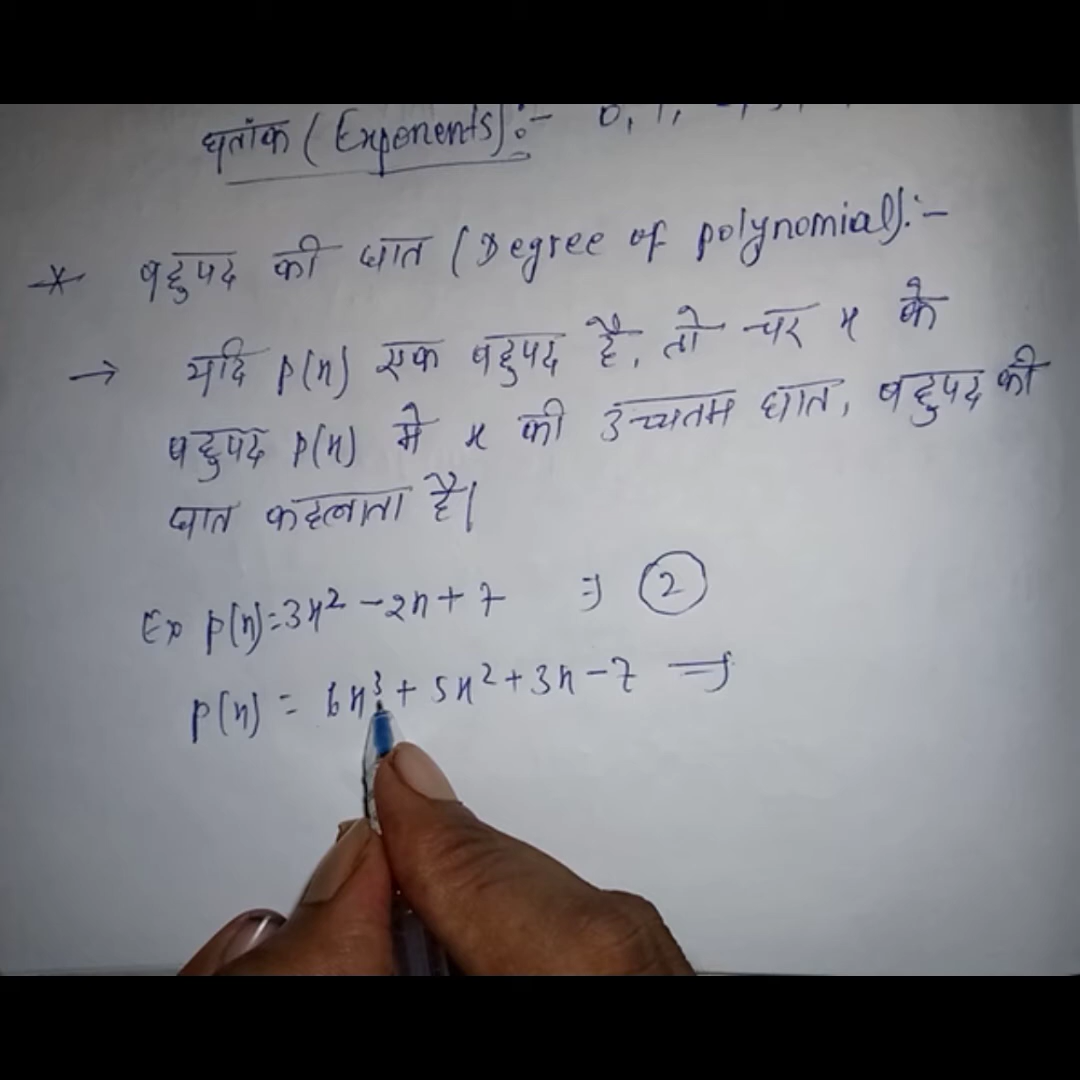 घतांक (Exponents):- 0, 1,
* बहुपद की घात (Degree of polynomial):-
→ यदि p(x) एक बहुपद है, तो चर x के
बहुपद p(x) मे x की उच्चतम घात, बहुपद की
घात कहलाता है।
Ex p(x)=3x² -2x+7 ⇒ 2
p(x) = 6x³+ 5x²+3x-7 ⇒